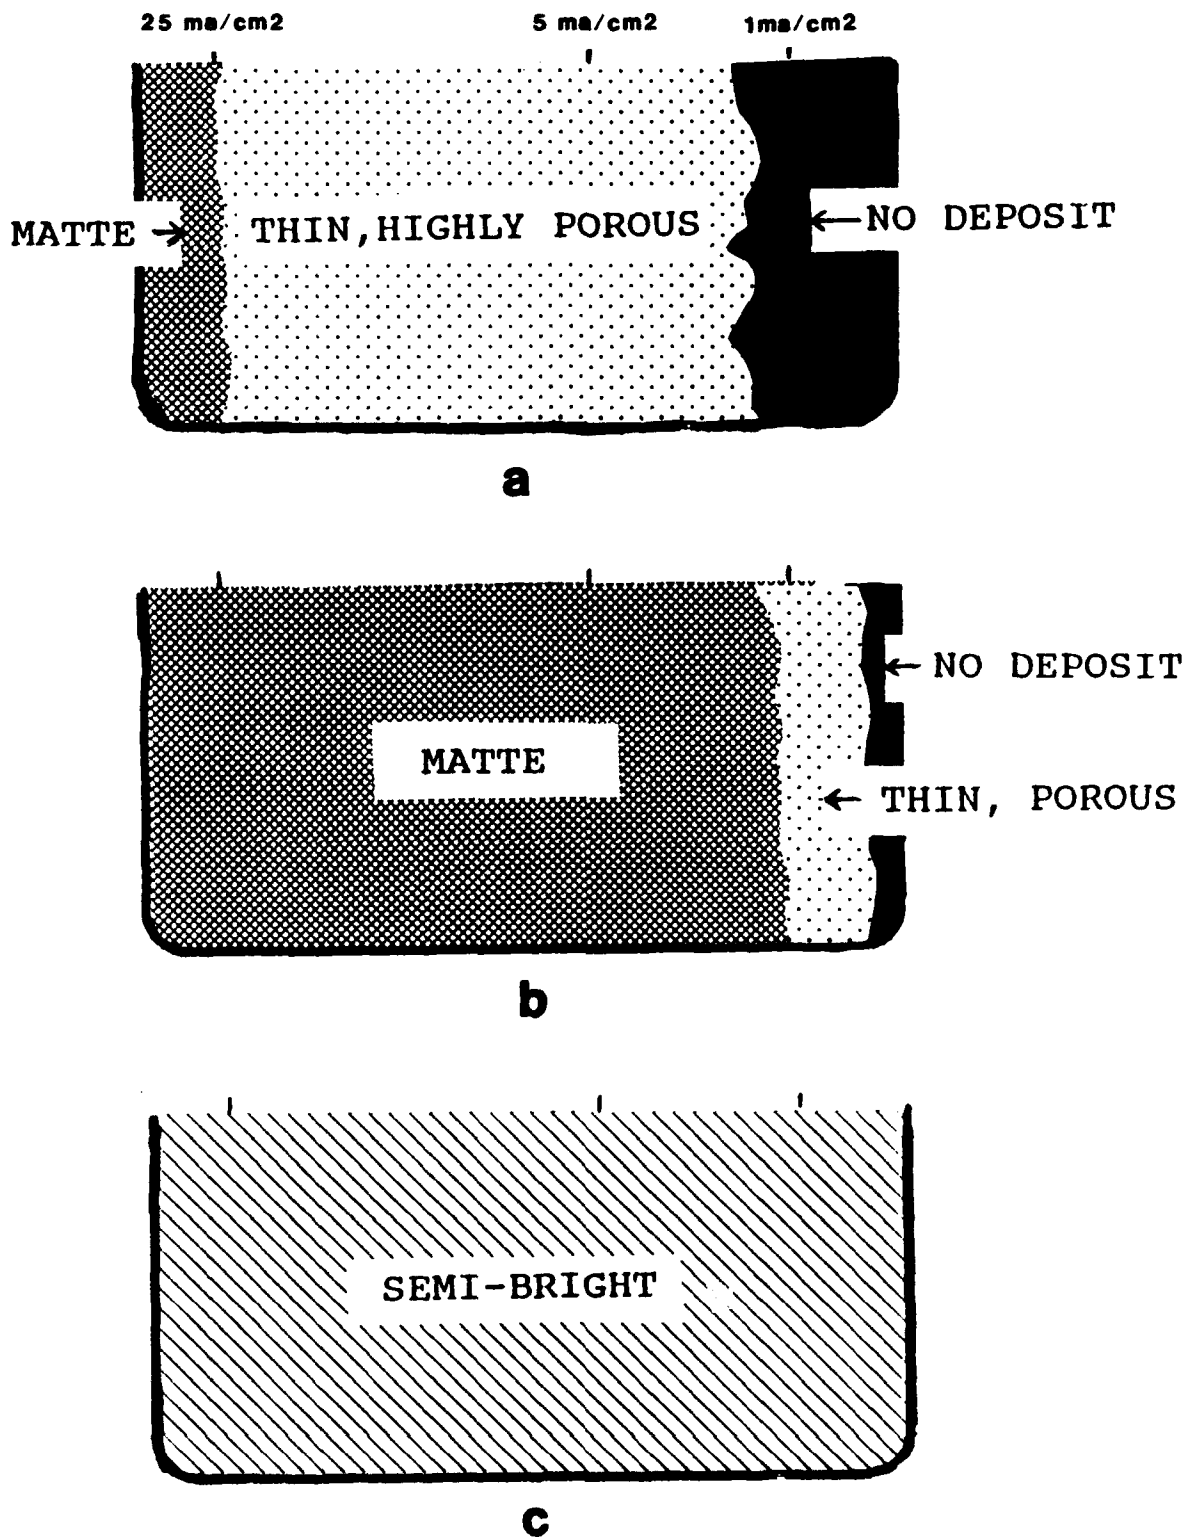 25 ma/cm2 5 ma/cm2 1ma/cm2
MATTE THIN,HIGHLY POROUS NO DEPOSIT
a
NO DEPOSIT
MATTE
THIN, POROUS
b
SEMI-BRIGHT
c